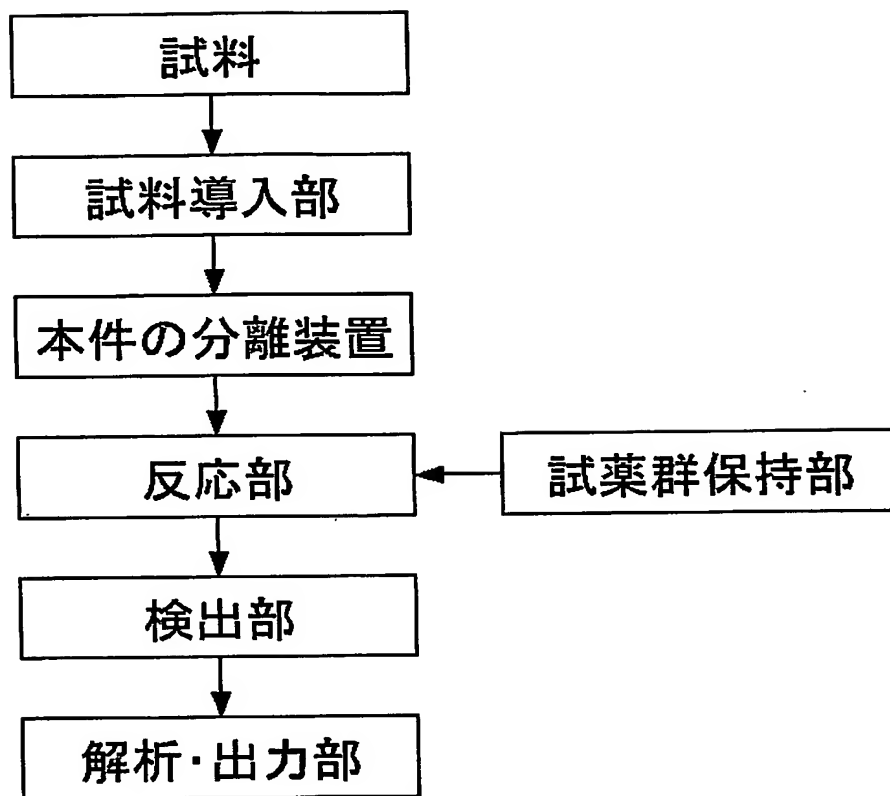 試料
試料導入部
本件の分離装置
反応部
試薬群保持部
検出部
解析・出力部